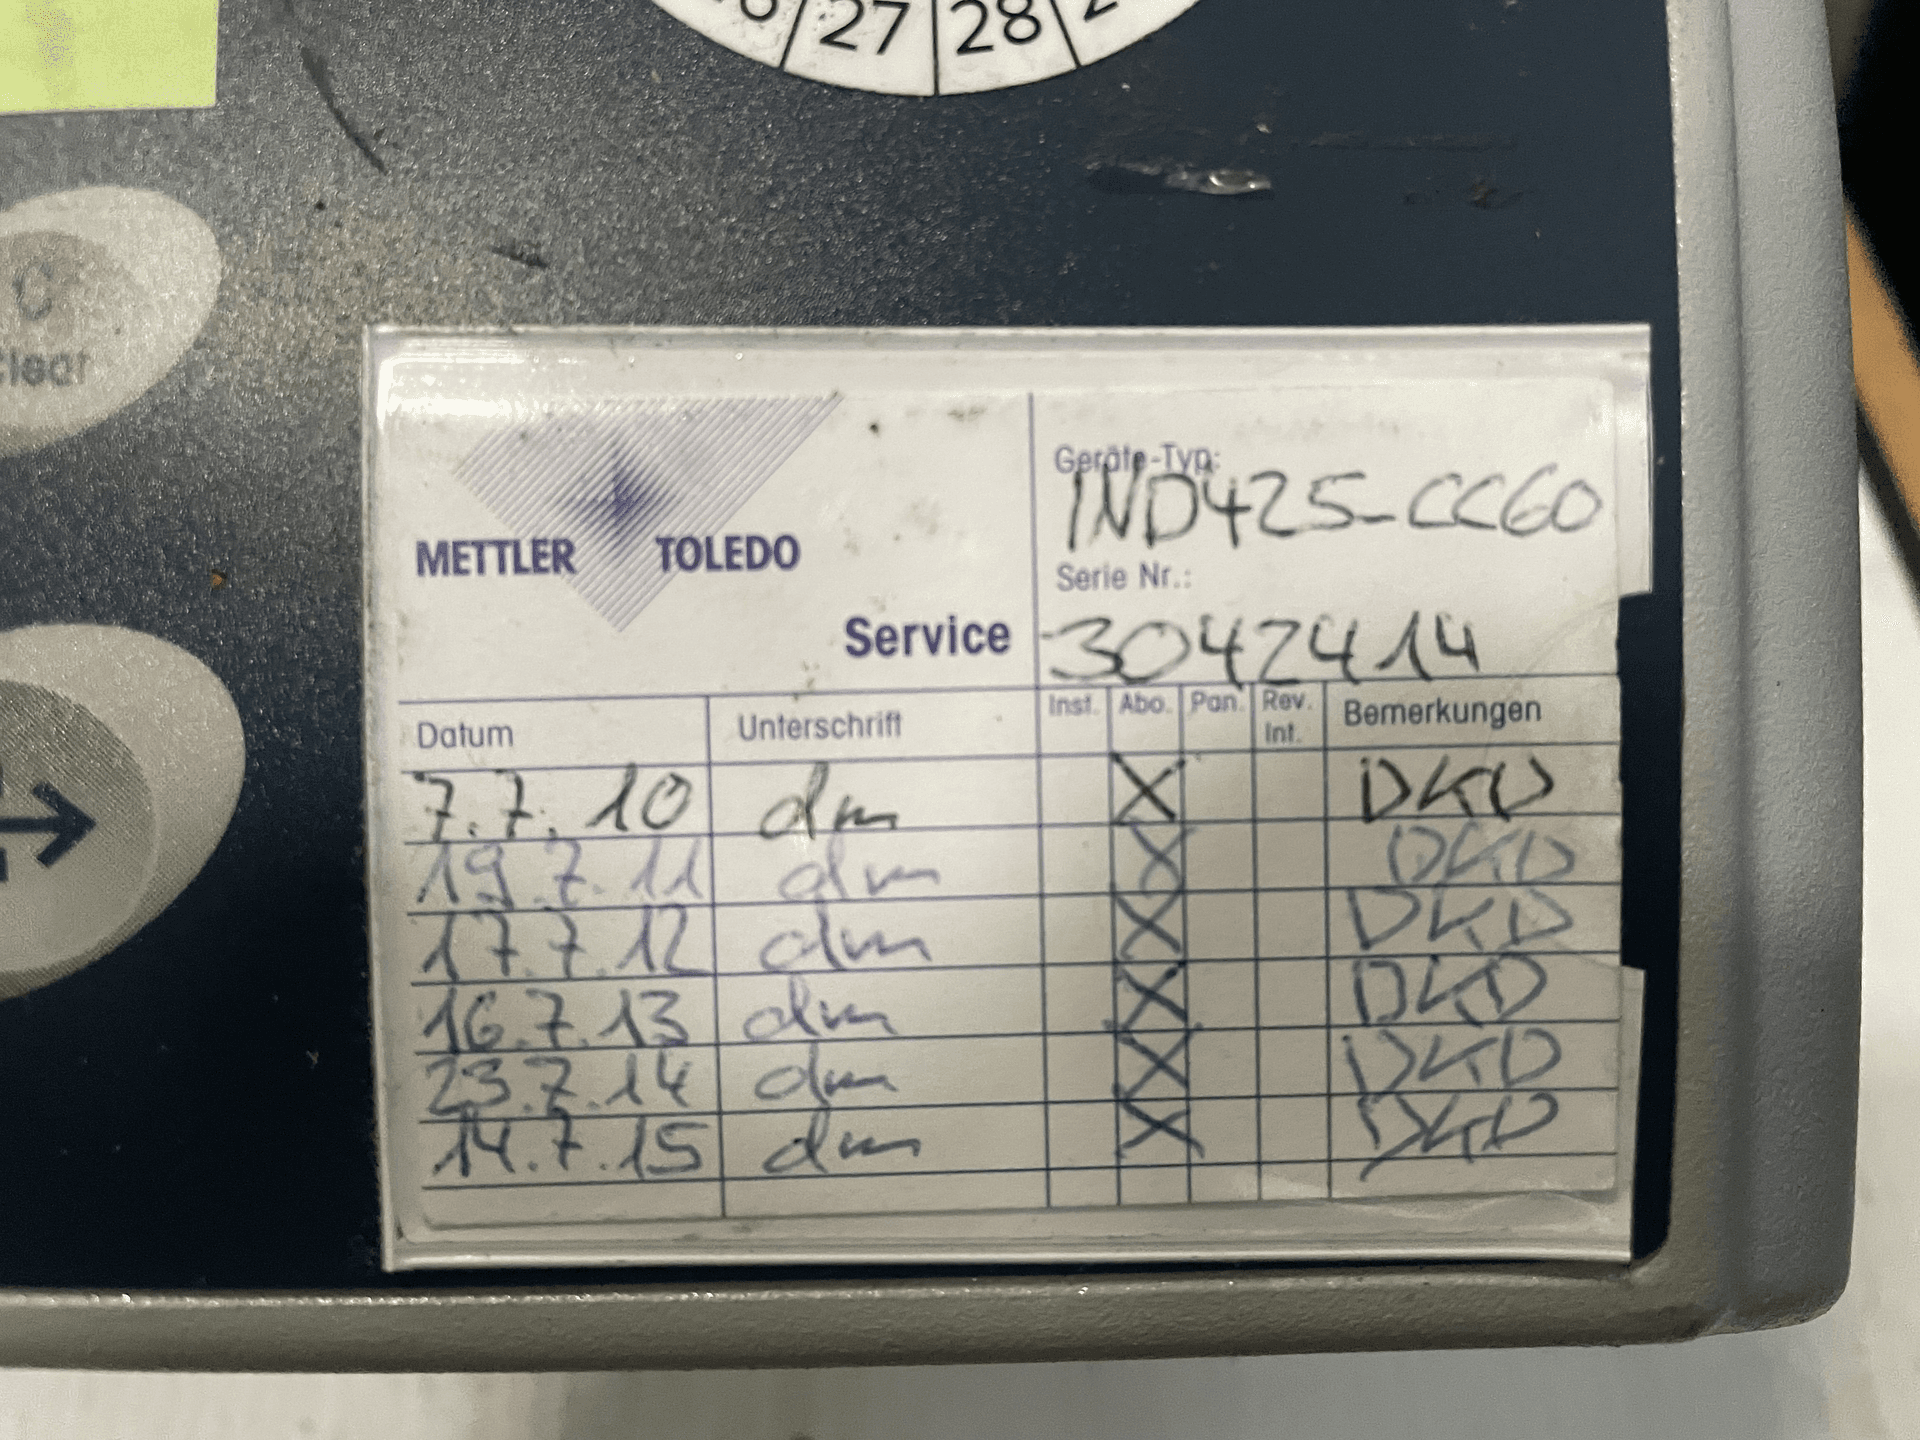 27 28
C
Clear
METTLER TOLEDO
Service
Geräte-Typ:
IND425-CC60
Serie Nr.:
3042414
Datum Unterschrift Inst. Abo. Pan. Rev. Int. Bemerkungen
7.7.10 dm X DKD
19.7.11 dm X DKD
17.7.12 dm X DKD
16.7.13 dm X DKD
23.7.14 dm X DKD
14.7.15 dm X DKD